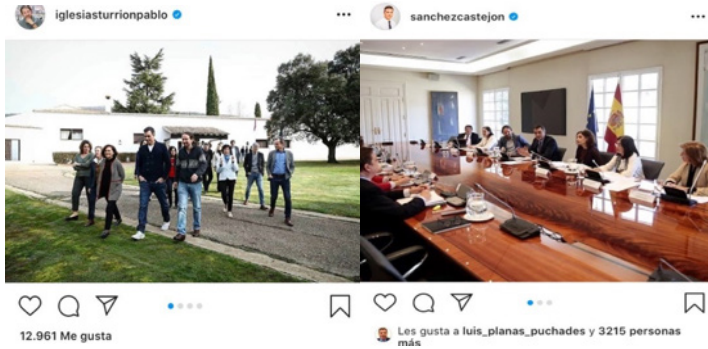 iglesiasturrionpablo
12.961 Me gusta
sanchezcastejon
Les gusta a luis_planas_puchades y 3215 personas
más